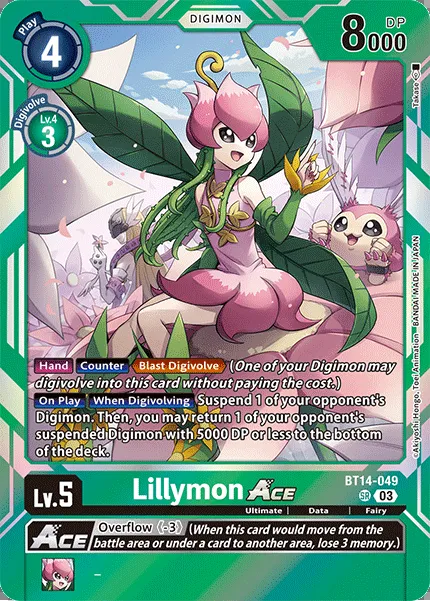 DIGIMON
Play
4
8000
DP
Digivolve
Lv.4
3
Takase
©Akiyoshi Hongo, Toei Animation BANDAI MADE IN JAPAN
Hand Counter Blast Digivolve (One of your Digimon may
digivolve into this card without paying the cost.)
On Play When Digivolving Suspend 1 of your opponent's
Digimon. Then, you may return 1 of your opponent's
suspended Digimon with 5000 DP or less to the bottom
of the deck.
BT14-049
Lv.5
Lillymon ACE
SR 03
Ultimate | Data | Fairy
ACE Overflow《-3》 (When this card would move from the
battle area or under a card to another area, lose 3 memory.)
–